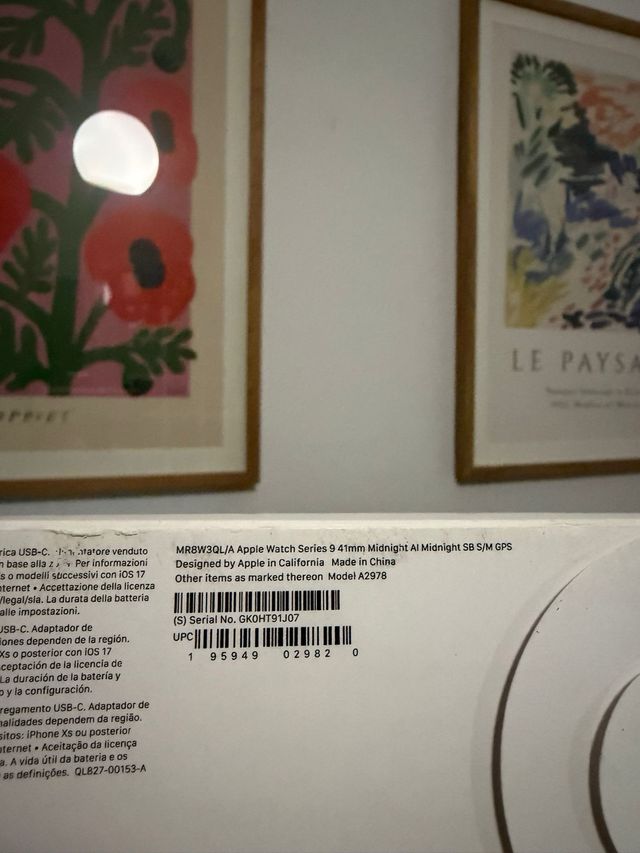 LE PAYSA
rica USB-C. venduto
n base alla Per informazioni
s o modelli successivi con iOS 17
nternet • Accettazione della licenza
/legal/sla. La durata della batteria
alle impostazioni.
USB-C. Adaptador de
iones dependen de la región.
Xs o posterior con iOS 17
ceptación de la licencia de
La duración de la batería y
o y la configuración.
regamento USB-C. Adaptador de
nalidades dependem da região.
sitos: iPhone Xs ou posterior
nternet • Aceitação da licença
a. A vida útil da bateria e os
as definições. QL827-00153-A
MR8W3QL/A Apple Watch Series 9 41mm Midnight Al Midnight SB S/M GPS
Designed by Apple in California Made in China
Other items as marked thereon Model A2978
(S) Serial No. GK0HT91J07
UPC
1 95949 02982 0